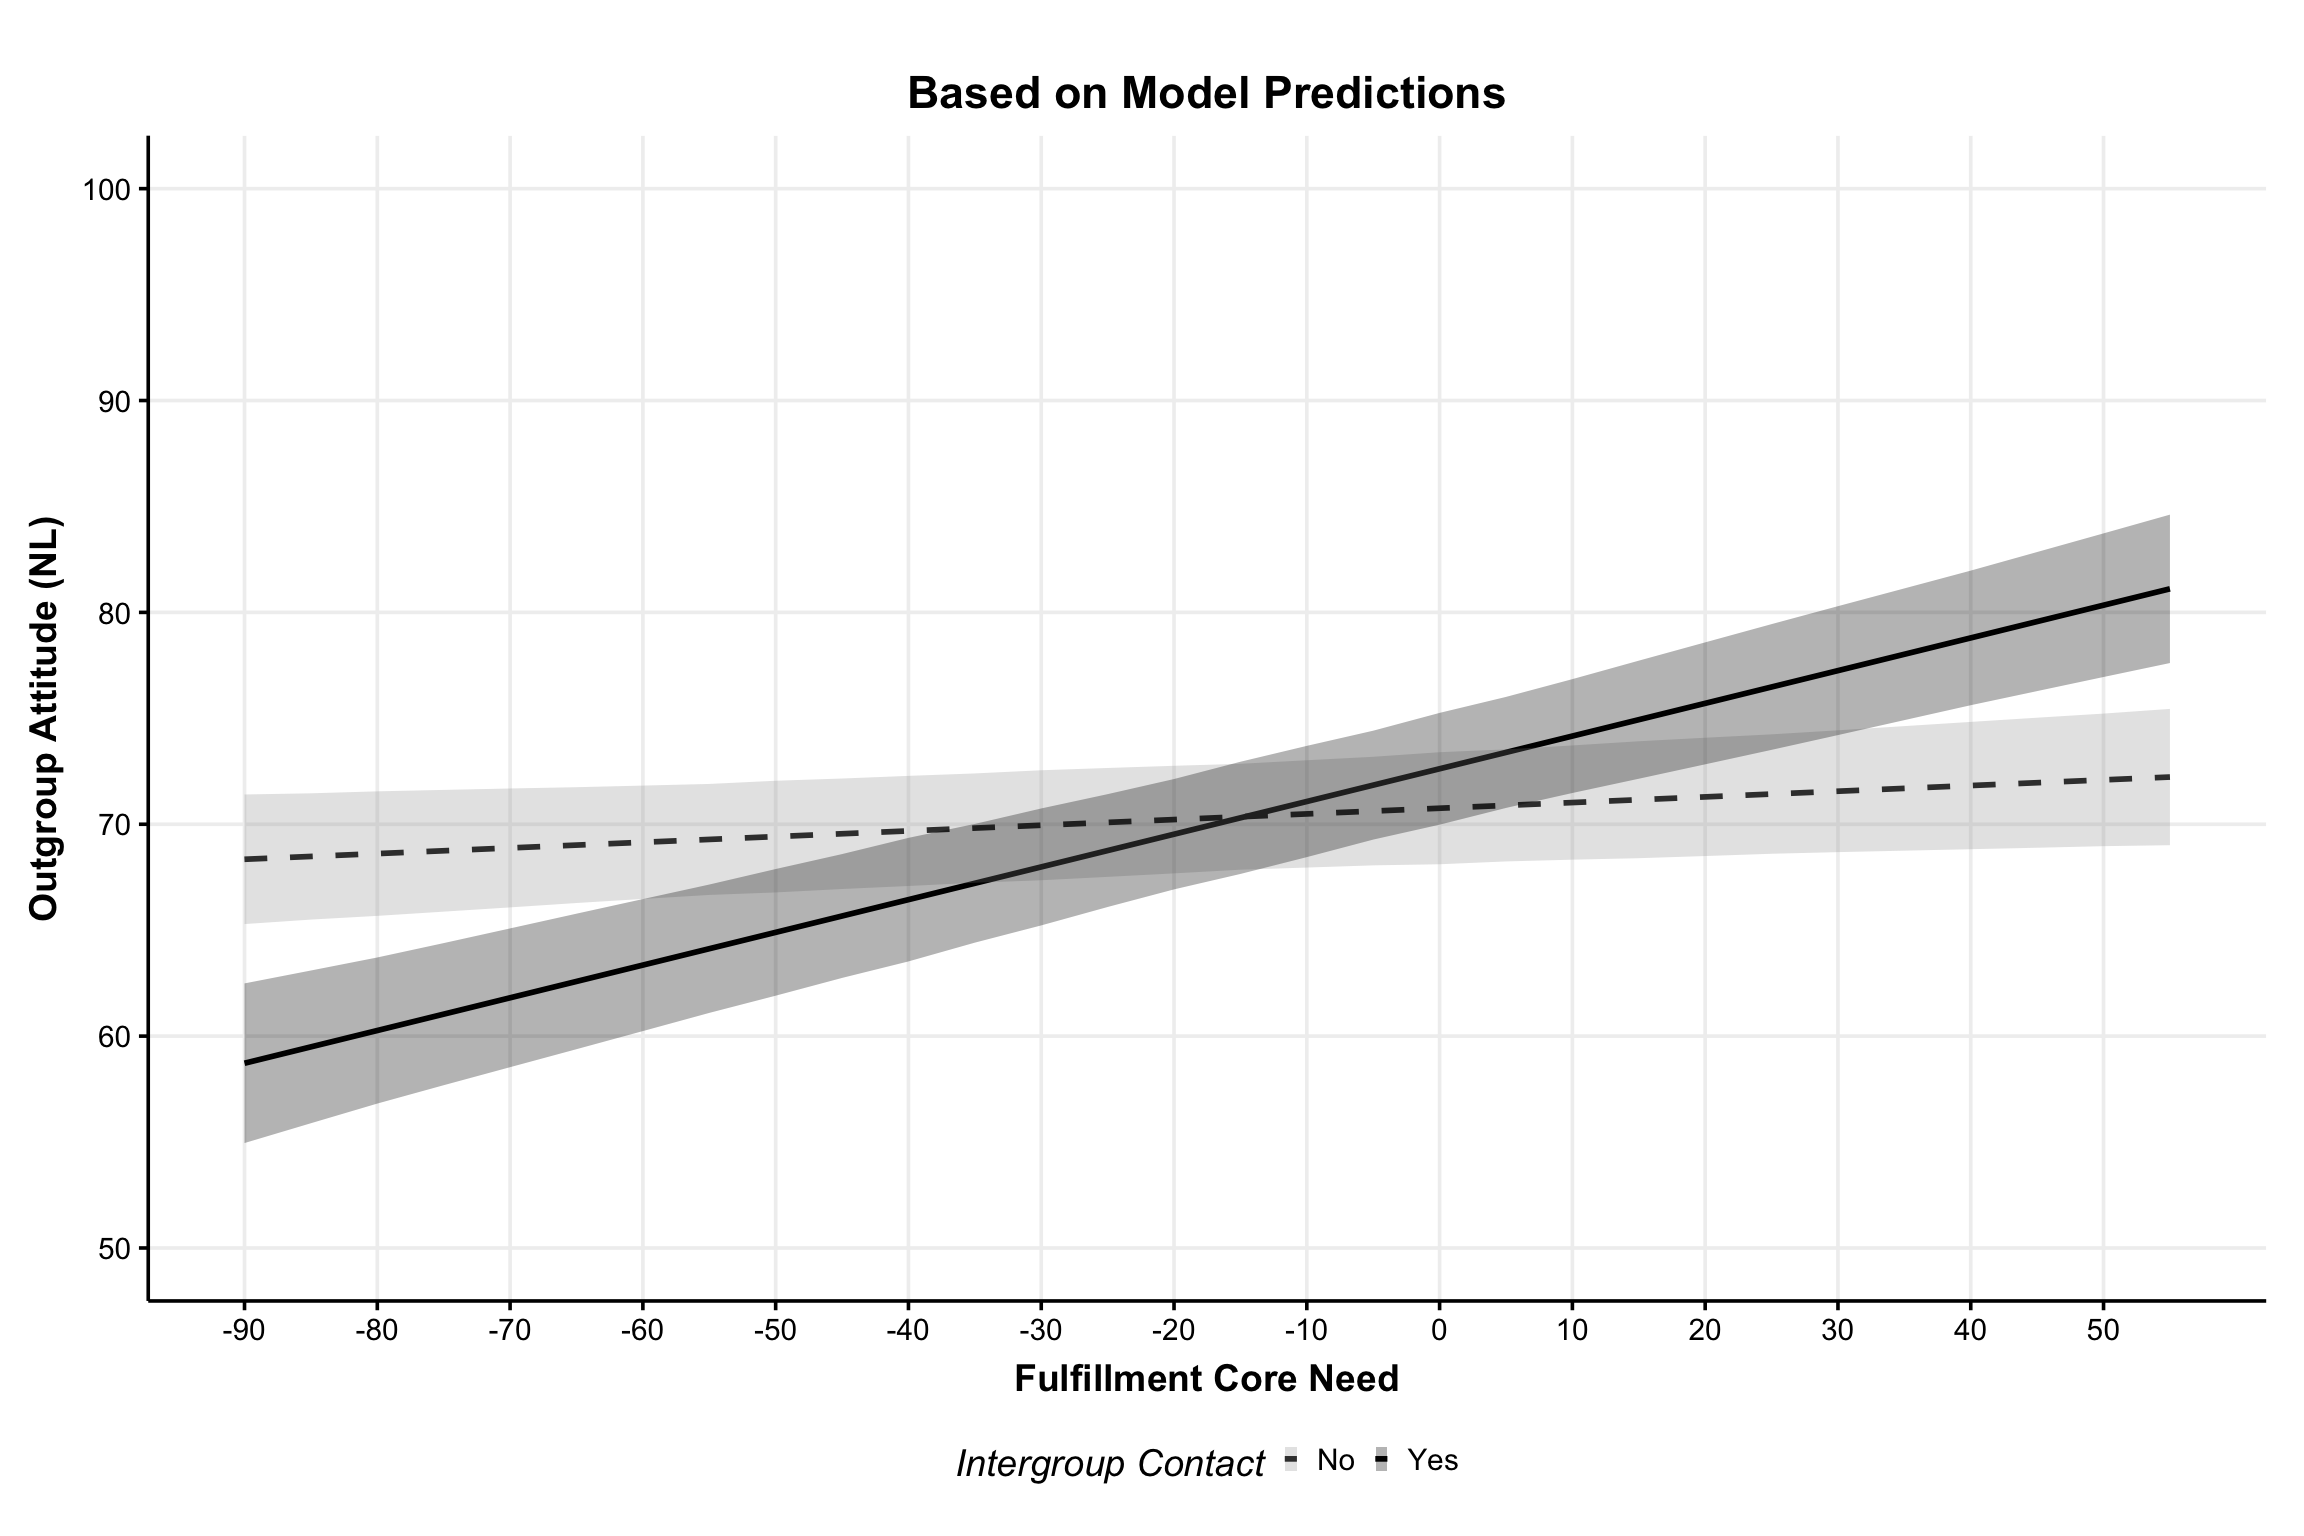 Based on Model Predictions
Outgroup Attitude (NL)
100
90
80
70
60
50
-90 -80 -70 -60 -50 -40 -30 -20 -10 0 10 20 30 40 50
Fulfillment Core Need
Intergroup Contact No Yes